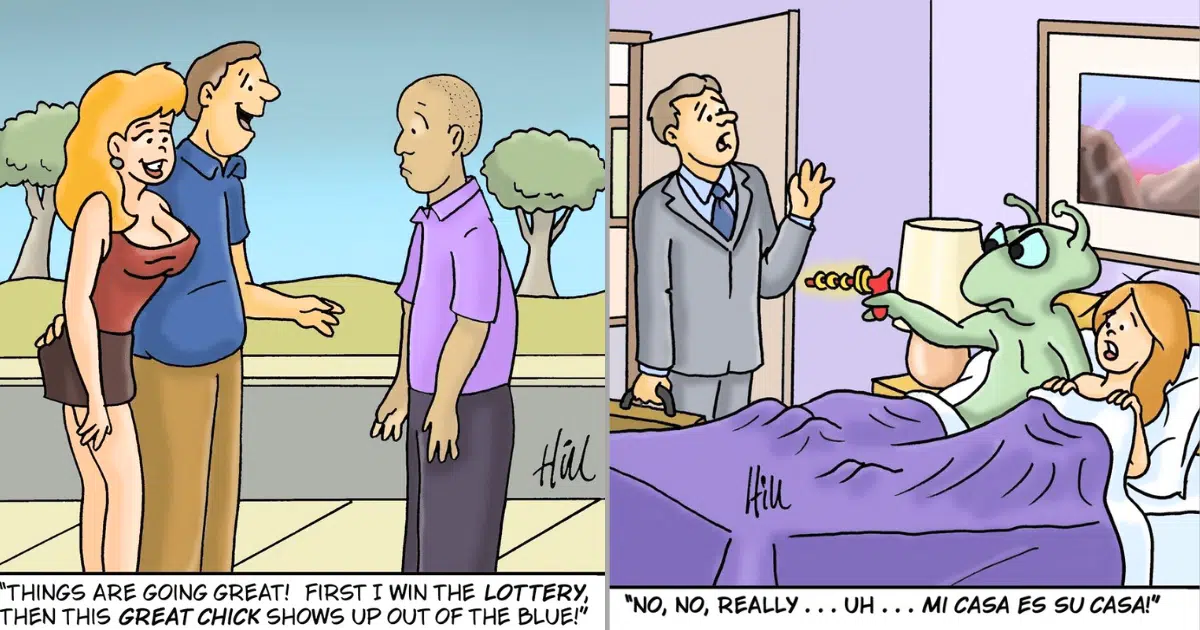 Hill
"THINGS ARE GOING GREAT! FIRST I WIN THE LOTTERY,
THEN THIS GREAT CHICK SHOWS UP OUT OF THE BLUE!"
Hill
"NO, NO, REALLY . . . UH . . . MI CASA ES SU CASA!"